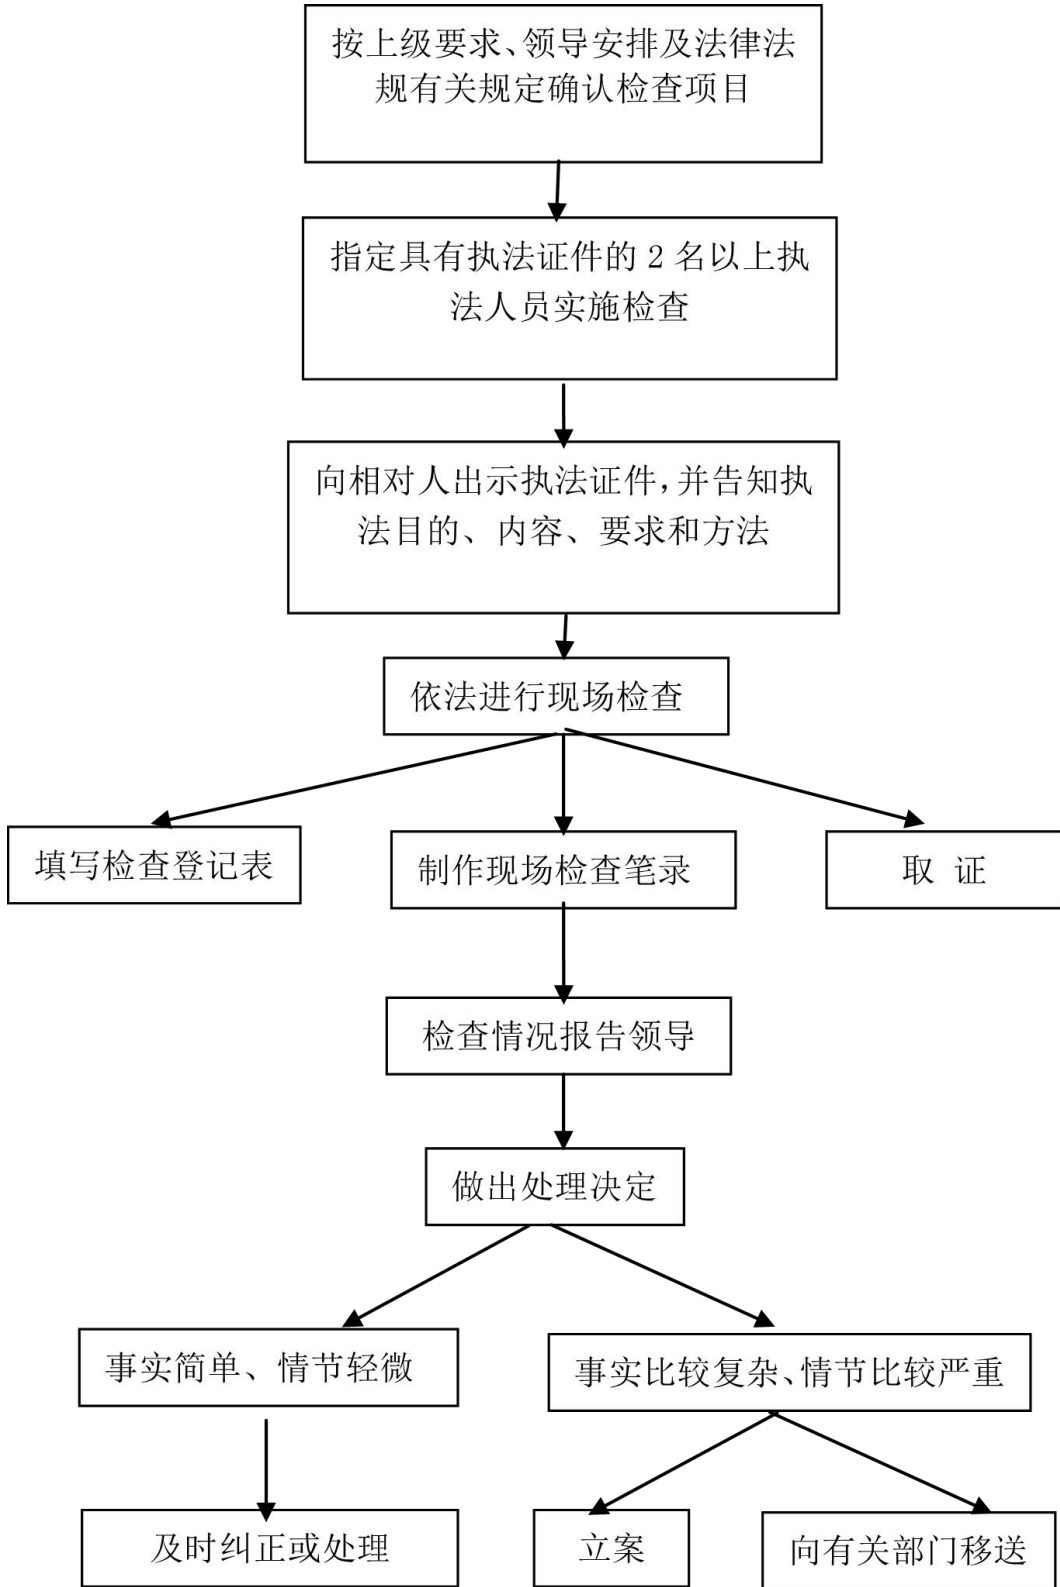 按上级要求、领导安排及法律法
规有关规定确认检查项目
指定具有执法证件的 2 名以上执
法人员实施检查
向相对人出示执法证件，并告知执
法目的、内容、要求和方法
依法进行现场检查
填写检查登记表
制作现场检查笔录
取 证
检查情况报告领导
做出处理决定
事实简单、情节轻微
事实比较复杂、情节比较严重
及时纠正或处理
立案
向有关部门移送